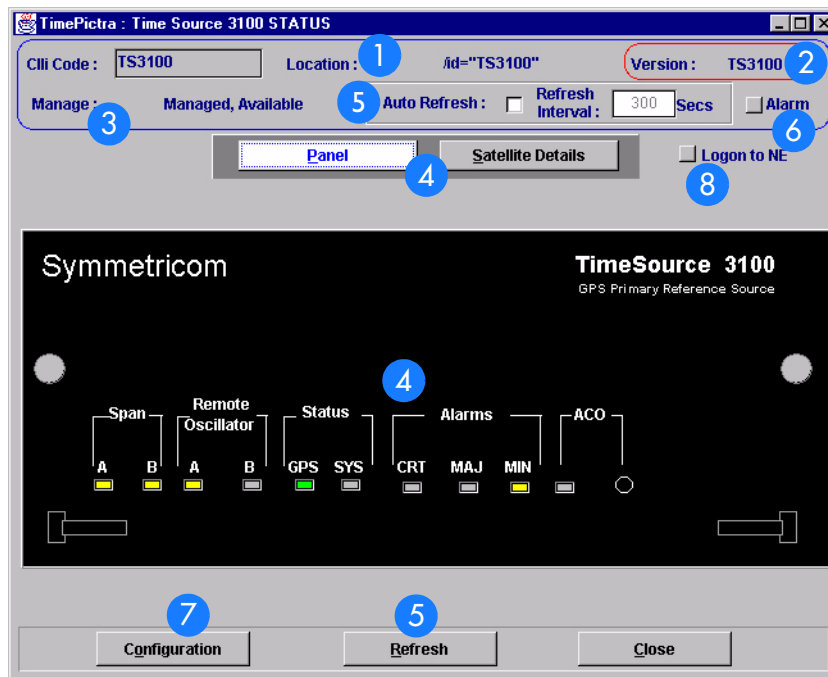 TimePictra : Time Source 3100 STATUS
Clli Code : TS3100 Location : 1 /id="TS3100" Version : TS3100 2
Manage : 3 Managed, Available 5 Auto Refresh : Refresh Interval : 300 Secs Alarm 6
Panel 4 Satellite Details Logon to NE 8
Symmetricom
TimeSource 3100
GPS Primary Reference Source
4
Span Remote Oscillator Status Alarms ACO
A B A B GPS SYS CRT MAJ MIN
7 5
Configuration Refresh Close